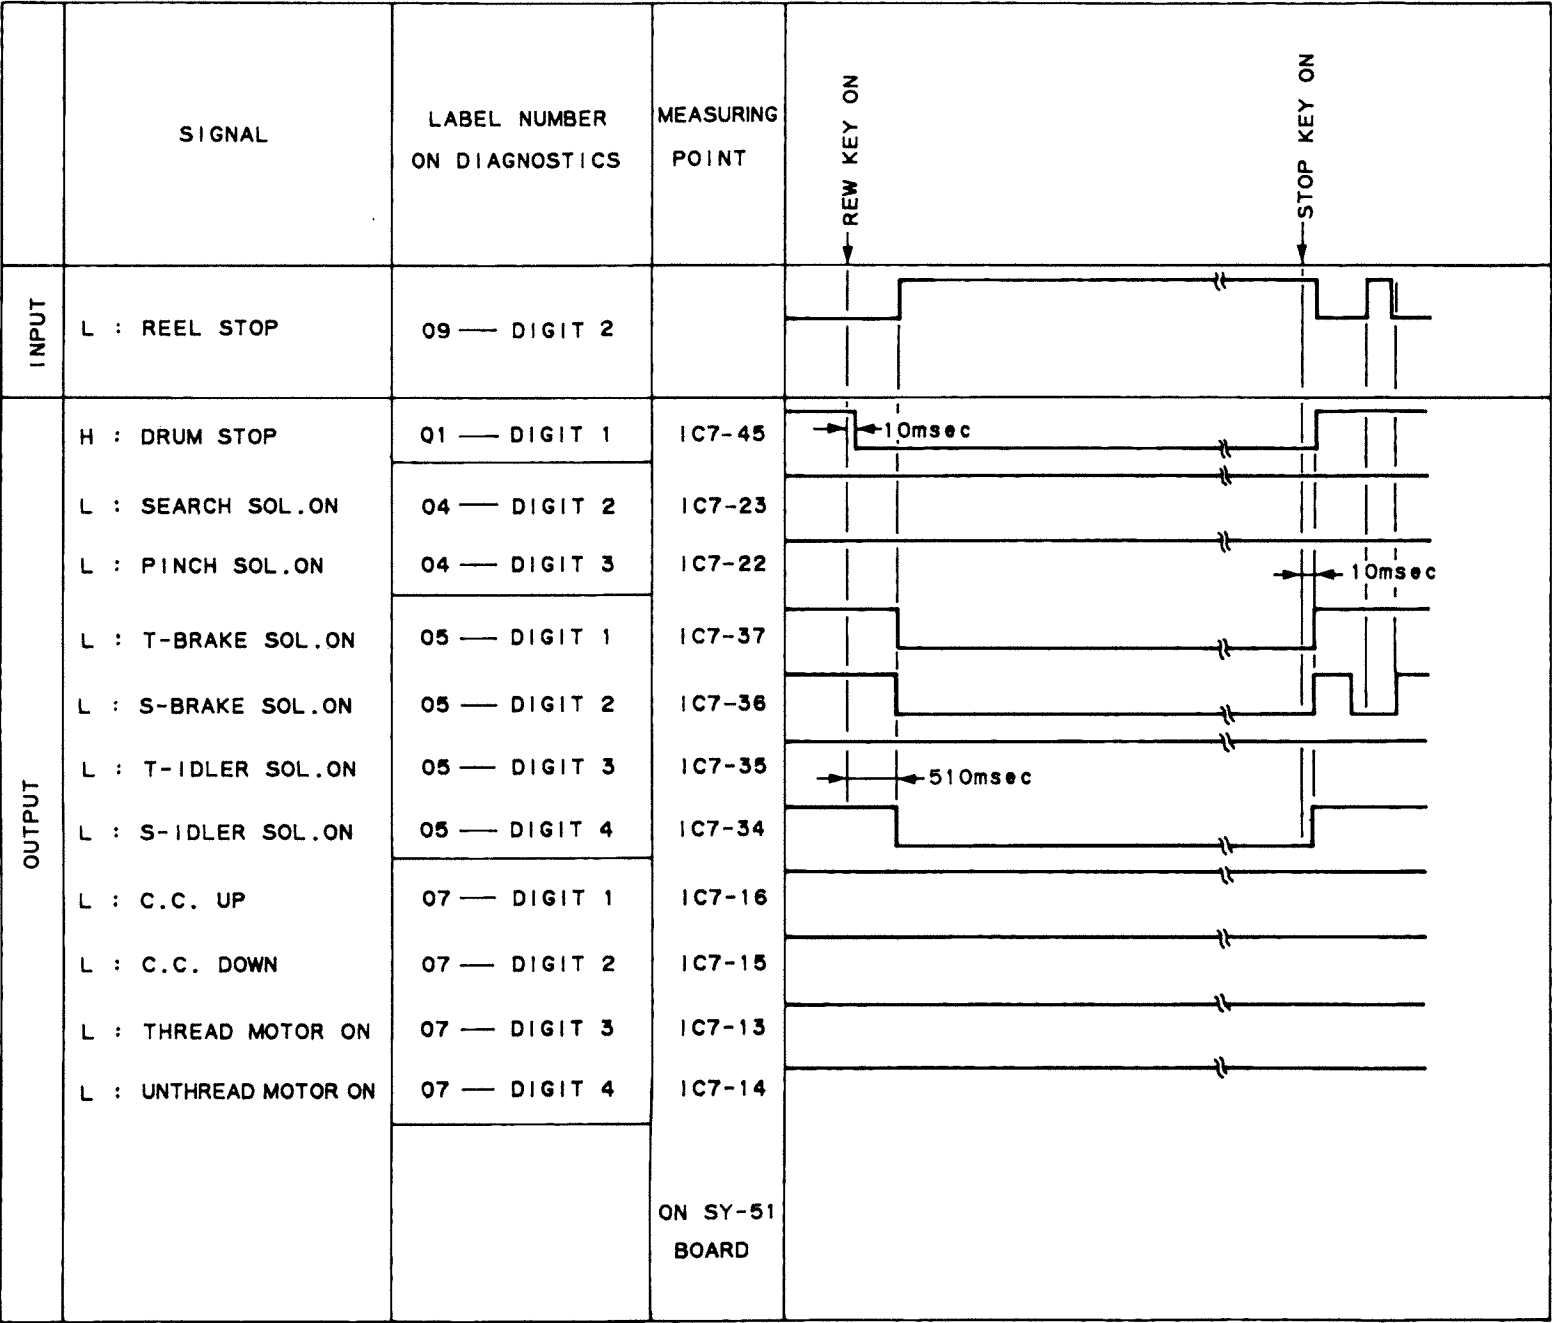 SIGNAL
LABEL NUMBER
ON DIAGNOSTICS
MEASURING
POINT
REW KEY ON
STOP KEY ON
INPUT
L : REEL STOP 09 — DIGIT 2
OUTPUT
H : DRUM STOP 01 — DIGIT 1 IC7-45 10msec
L : SEARCH SOL.ON 04 — DIGIT 2 IC7-23
L : PINCH SOL.ON 04 — DIGIT 3 IC7-22 10msec
L : T-BRAKE SOL.ON 05 — DIGIT 1 IC7-37
L : S-BRAKE SOL.ON 05 — DIGIT 2 IC7-36
L : T-IDLER SOL.ON 05 — DIGIT 3 IC7-35 510msec
L : S-IDLER SOL.ON 05 — DIGIT 4 IC7-34
L : C.C. UP 07 — DIGIT 1 IC7-16
L : C.C. DOWN 07 — DIGIT 2 IC7-15
L : THREAD MOTOR ON 07 — DIGIT 3 IC7-13
L : UNTHREAD MOTOR ON 07 — DIGIT 4 IC7-14
ON SY-51
BOARD